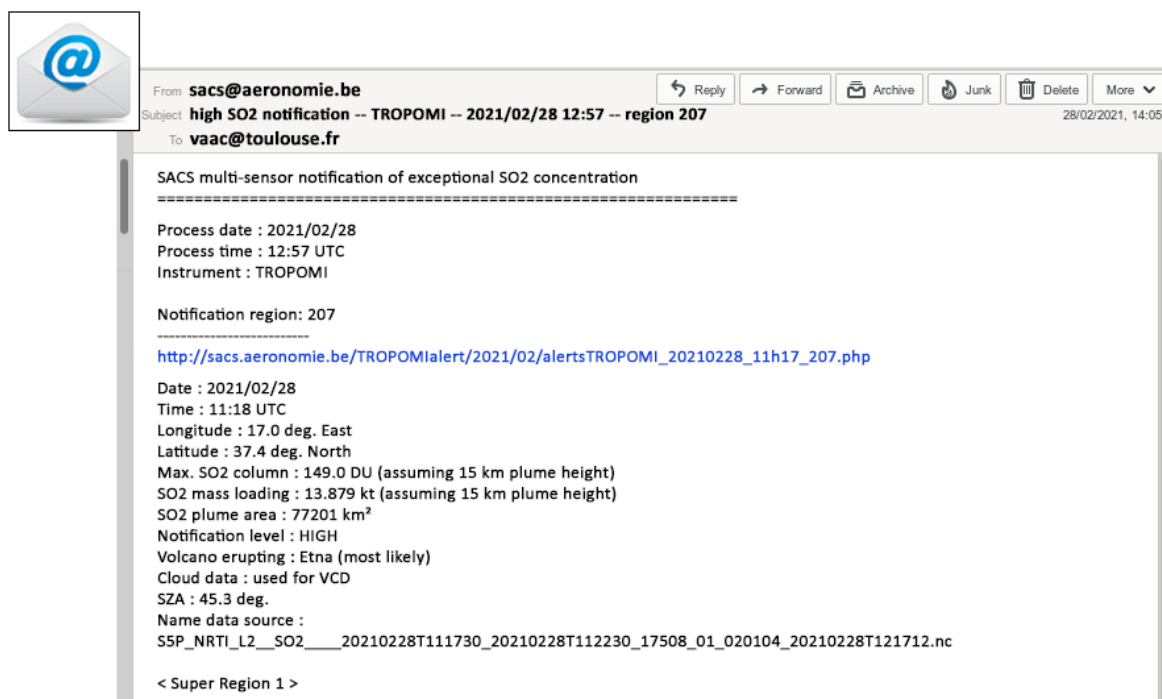 @
From sacs@aeronomie.be
Reply
Forward
Archive
Junk
Delete
More
Subject high SO2 notification -- TROPOMI -- 2021/02/28 12:57 -- region 207
28/02/2021, 14:05
To vaac@toulouse.fr
SACS multi-sensor notification of exceptional SO2 concentration
===============================================================
Process date : 2021/02/28
Process time : 12:57 UTC
Instrument : TROPOMI
Notification region: 207
--------------------------
http://sacs.aeronomie.be/TROPOMIalert/2021/02/alertsTROPOMI_20210228_11h17_207.php
Date : 2021/02/28
Time : 11:18 UTC
Longitude : 17.0 deg. East
Latitude : 37.4 deg. North
Max. SO2 column : 149.0 DU (assuming 15 km plume height)
SO2 mass loading : 13.879 kt (assuming 15 km plume height)
SO2 plume area : 77201 km²
Notification level : HIGH
Volcano erupting : Etna (most likely)
Cloud data : used for VCD
SZA : 45.3 deg.
Name data source :
S5P_NRTI_L2__SO2____20210228T111730_20210228T112230_17508_01_020104_20210228T121712.nc
< Super Region 1 >